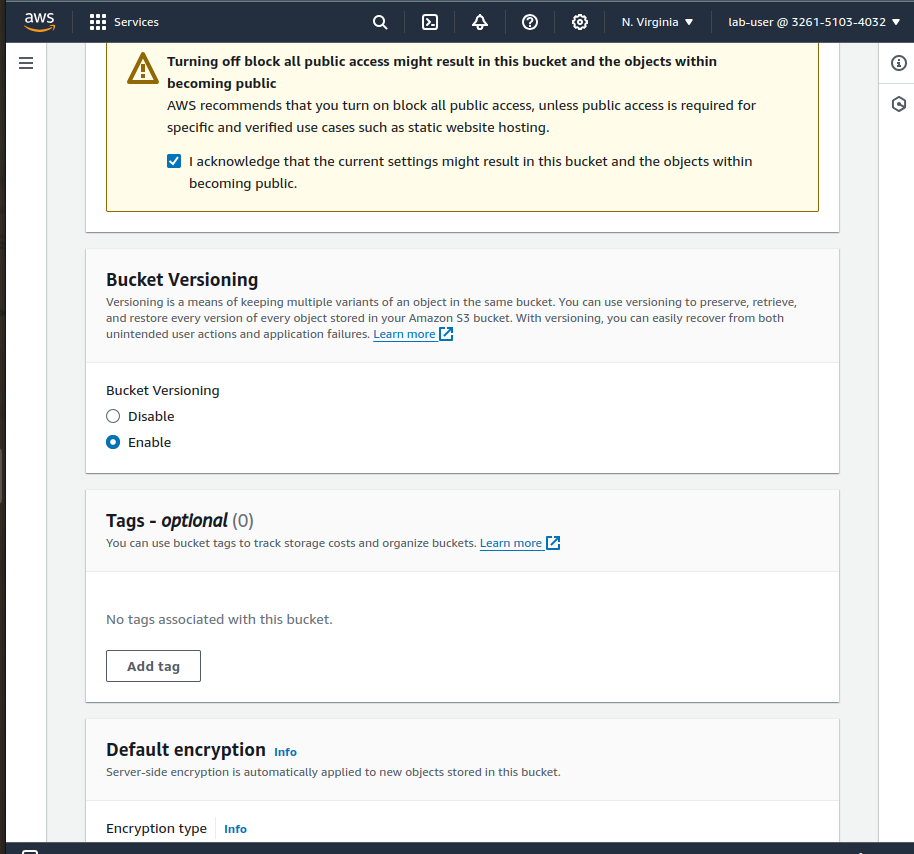 aws Services N. Virginia lab-user @ 3261-5103-4032
Turning off block all public access might result in this bucket and the objects within
becoming public
AWS recommends that you turn on block all public access, unless public access is required for
specific and verified use cases such as static website hosting.
I acknowledge that the current settings might result in this bucket and the objects within
becoming public.
Bucket Versioning
Versioning is a means of keeping multiple variants of an object in the same bucket. You can use versioning to preserve, retrieve,
and restore every version of every object stored in your Amazon S3 bucket. With versioning, you can easily recover from both
unintended user actions and application failures. Learn more
Bucket Versioning
Disable
Enable
Tags - optional (0)
You can use bucket tags to track storage costs and organize buckets. Learn more
No tags associated with this bucket.
Add tag
Default encryption Info
Server-side encryption is automatically applied to new objects stored in this bucket.
Encryption type Info